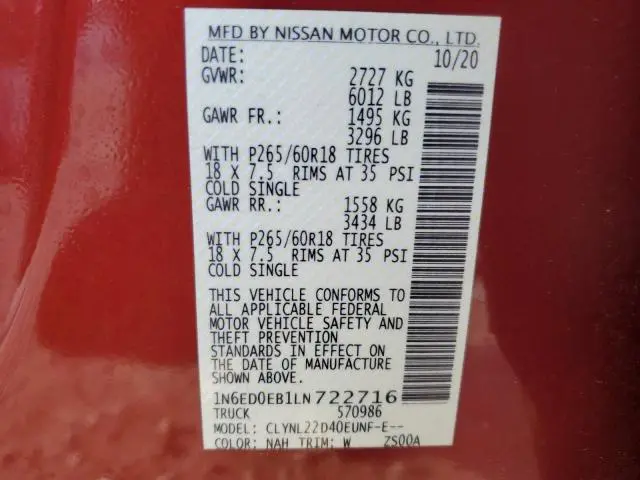 MFD BY NISSAN MOTOR CO., LTD.
DATE: 10/20
GVWR: 2727 KG
6012 LB
GAWR FR.: 1495 KG
3296 LB
WITH P265/60R18 TIRES
18 X 7.5 RIMS AT 35 PSI
COLD SINGLE
GAWR RR.: 1558 KG
3434 LB
WITH P265/60R18 TIRES
18 X 7.5 RIMS AT 35 PSI
COLD SINGLE
THIS VEHICLE CONFORMS TO
ALL APPLICABLE FEDERAL
MOTOR VEHICLE SAFETY AND
THEFT PREVENTION
STANDARDS IN EFFECT ON
THE DATE OF MANUFACTURE
SHOWN ABOVE.
1N6ED0EB1LN722716
TRUCK 570986
MODEL: CLYNL22D40EUNF-E--
COLOR: NAH TRIM: W ZS00A